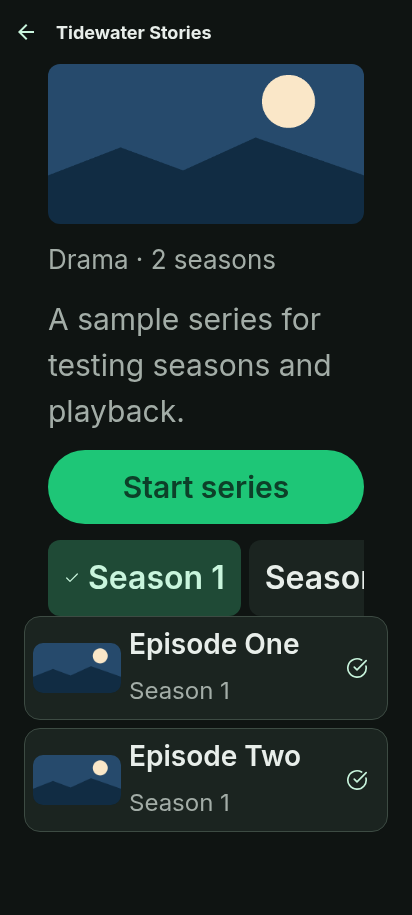 Tidewater Stories
Drama · 2 seasons
A sample series for
testing seasons and
playback.
Start series
Season 1
Episode One
Season 1
Episode Two
Season 1